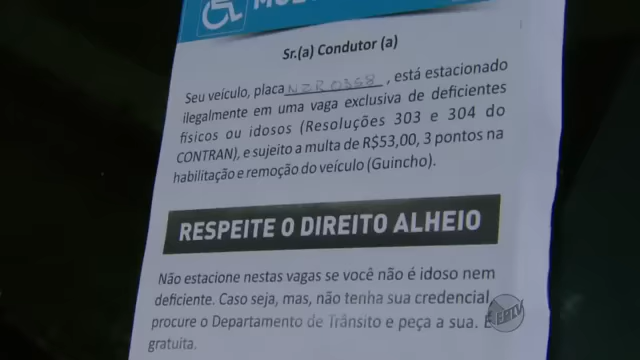 Sr.(a) Condutor (a)
Seu veículo, placa NZR 0368, está estacionado
ilegalmente em uma vaga exclusiva de deficientes
físicos ou idosos (Resoluções 303 e 304 do
CONTRAN), e sujeito a multa de R$53,00, 3 pontos na
habilitação e remoção do veículo (Guincho).
RESPEITE O DIREITO ALHEIO
Não estacione nestas vagas se você não é idoso nem
deficiente. Caso seja, mas, não tenha sua credencial,
procure o Departamento de Trânsito e peça a sua. É
gratuita.
EPTV